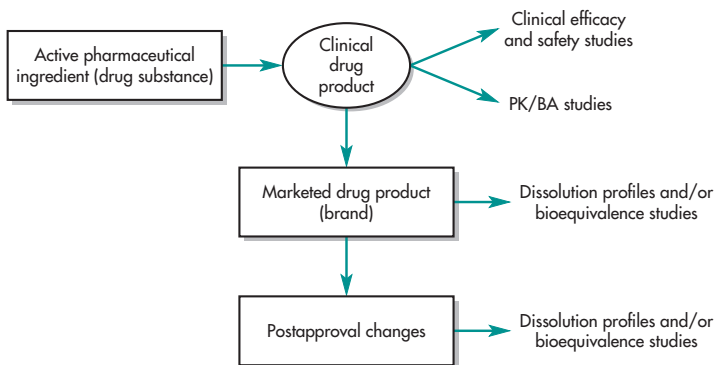 Clinical efficacy
and safety studies
Active pharmaceutical
ingredient (drug substance)
Clinical
drug
product
PK/BA studies
Marketed drug product
(brand)
Dissolution profiles and/or
bioequivalence studies
Postapproval changes
Dissolution profiles and/or
bioequivalence studies